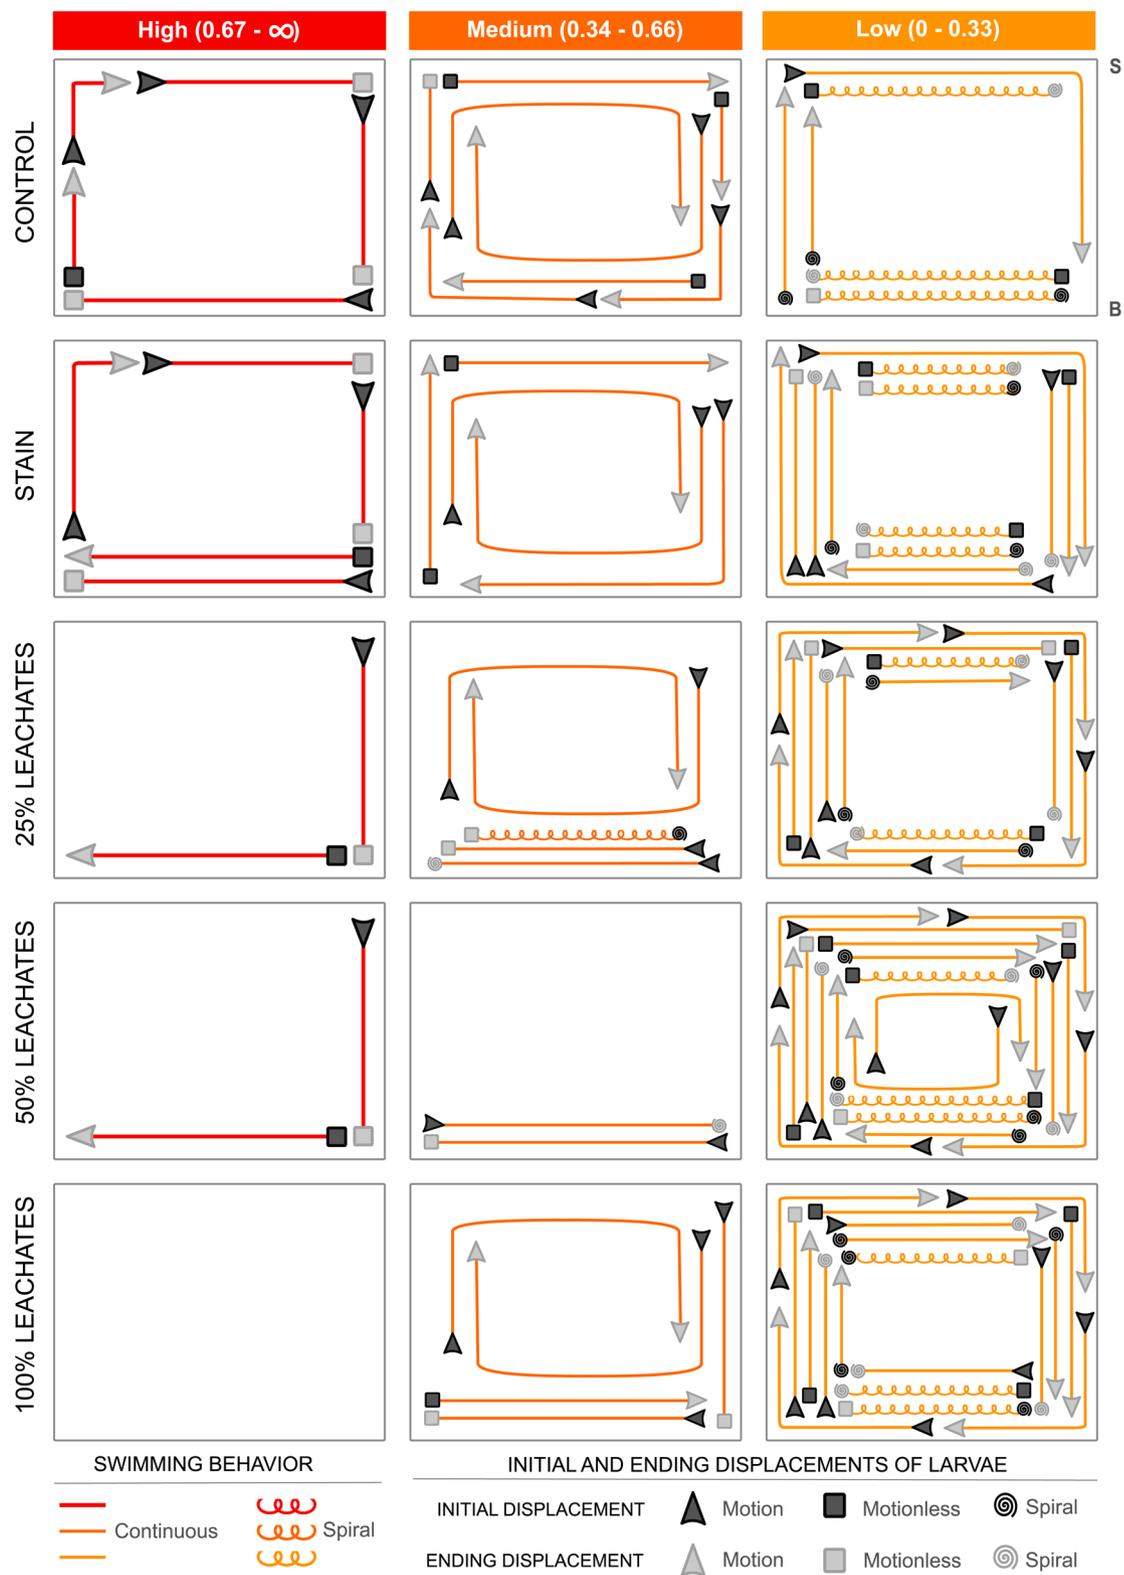 High (0.67 - ∞)
Medium (0.34 - 0.66)
Low (0 - 0.33)
S
B
CONTROL
STAIN
25% LEACHATES
50% LEACHATES
100% LEACHATES
SWIMMING BEHAVIOR
Continuous
Spiral
INITIAL AND ENDING DISPLACEMENTS OF LARVAE
INITIAL DISPLACEMENT
Motion
Motionless
Spiral
ENDING DISPLACEMENT
Motion
Motionless
Spiral